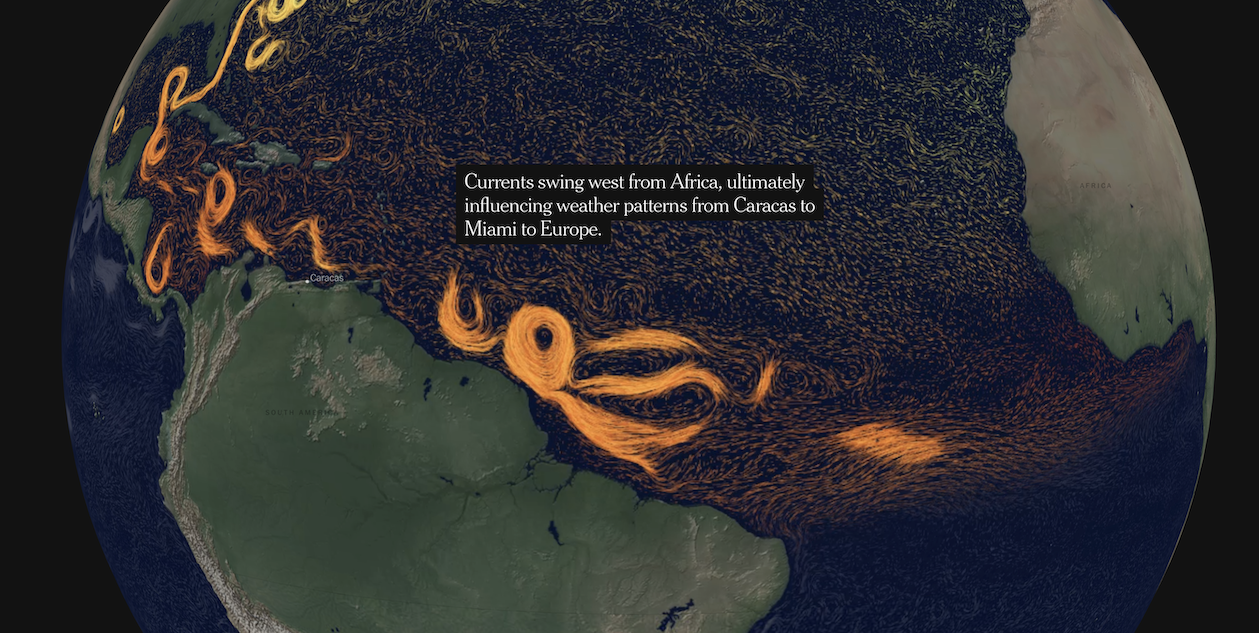 Currents swing west from Africa, ultimately
influencing weather patterns from Caracas to
Miami to Europe.
AFRICA
Caracas
SOUTH AMERICA